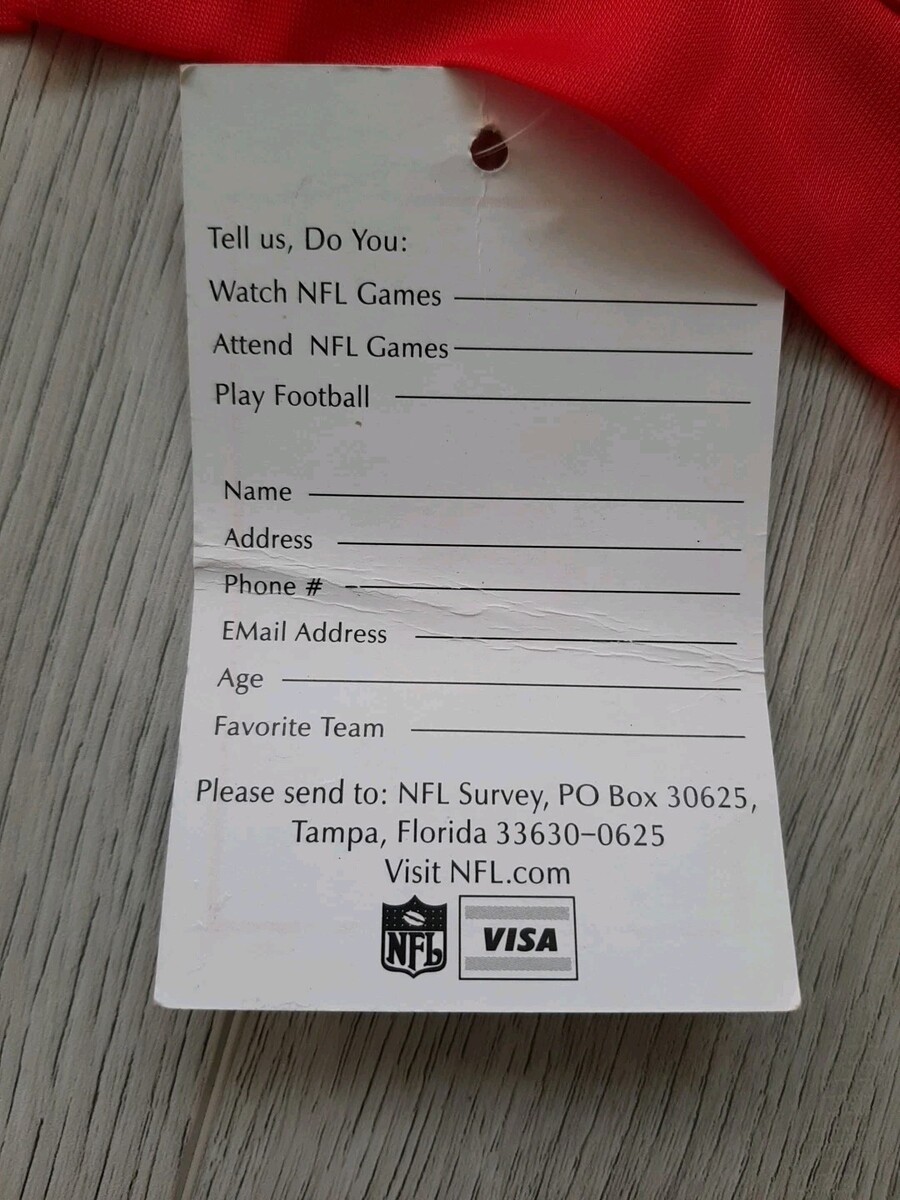 Tell us, Do You:
Watch NFL Games
Attend NFL Games
Play Football
Name
Address
Phone #
EMail Address
Age
Favorite Team
Please send to: NFL Survey, PO Box 30625,
Tampa, Florida 33630-0625
Visit NFL.com
NFL VISA